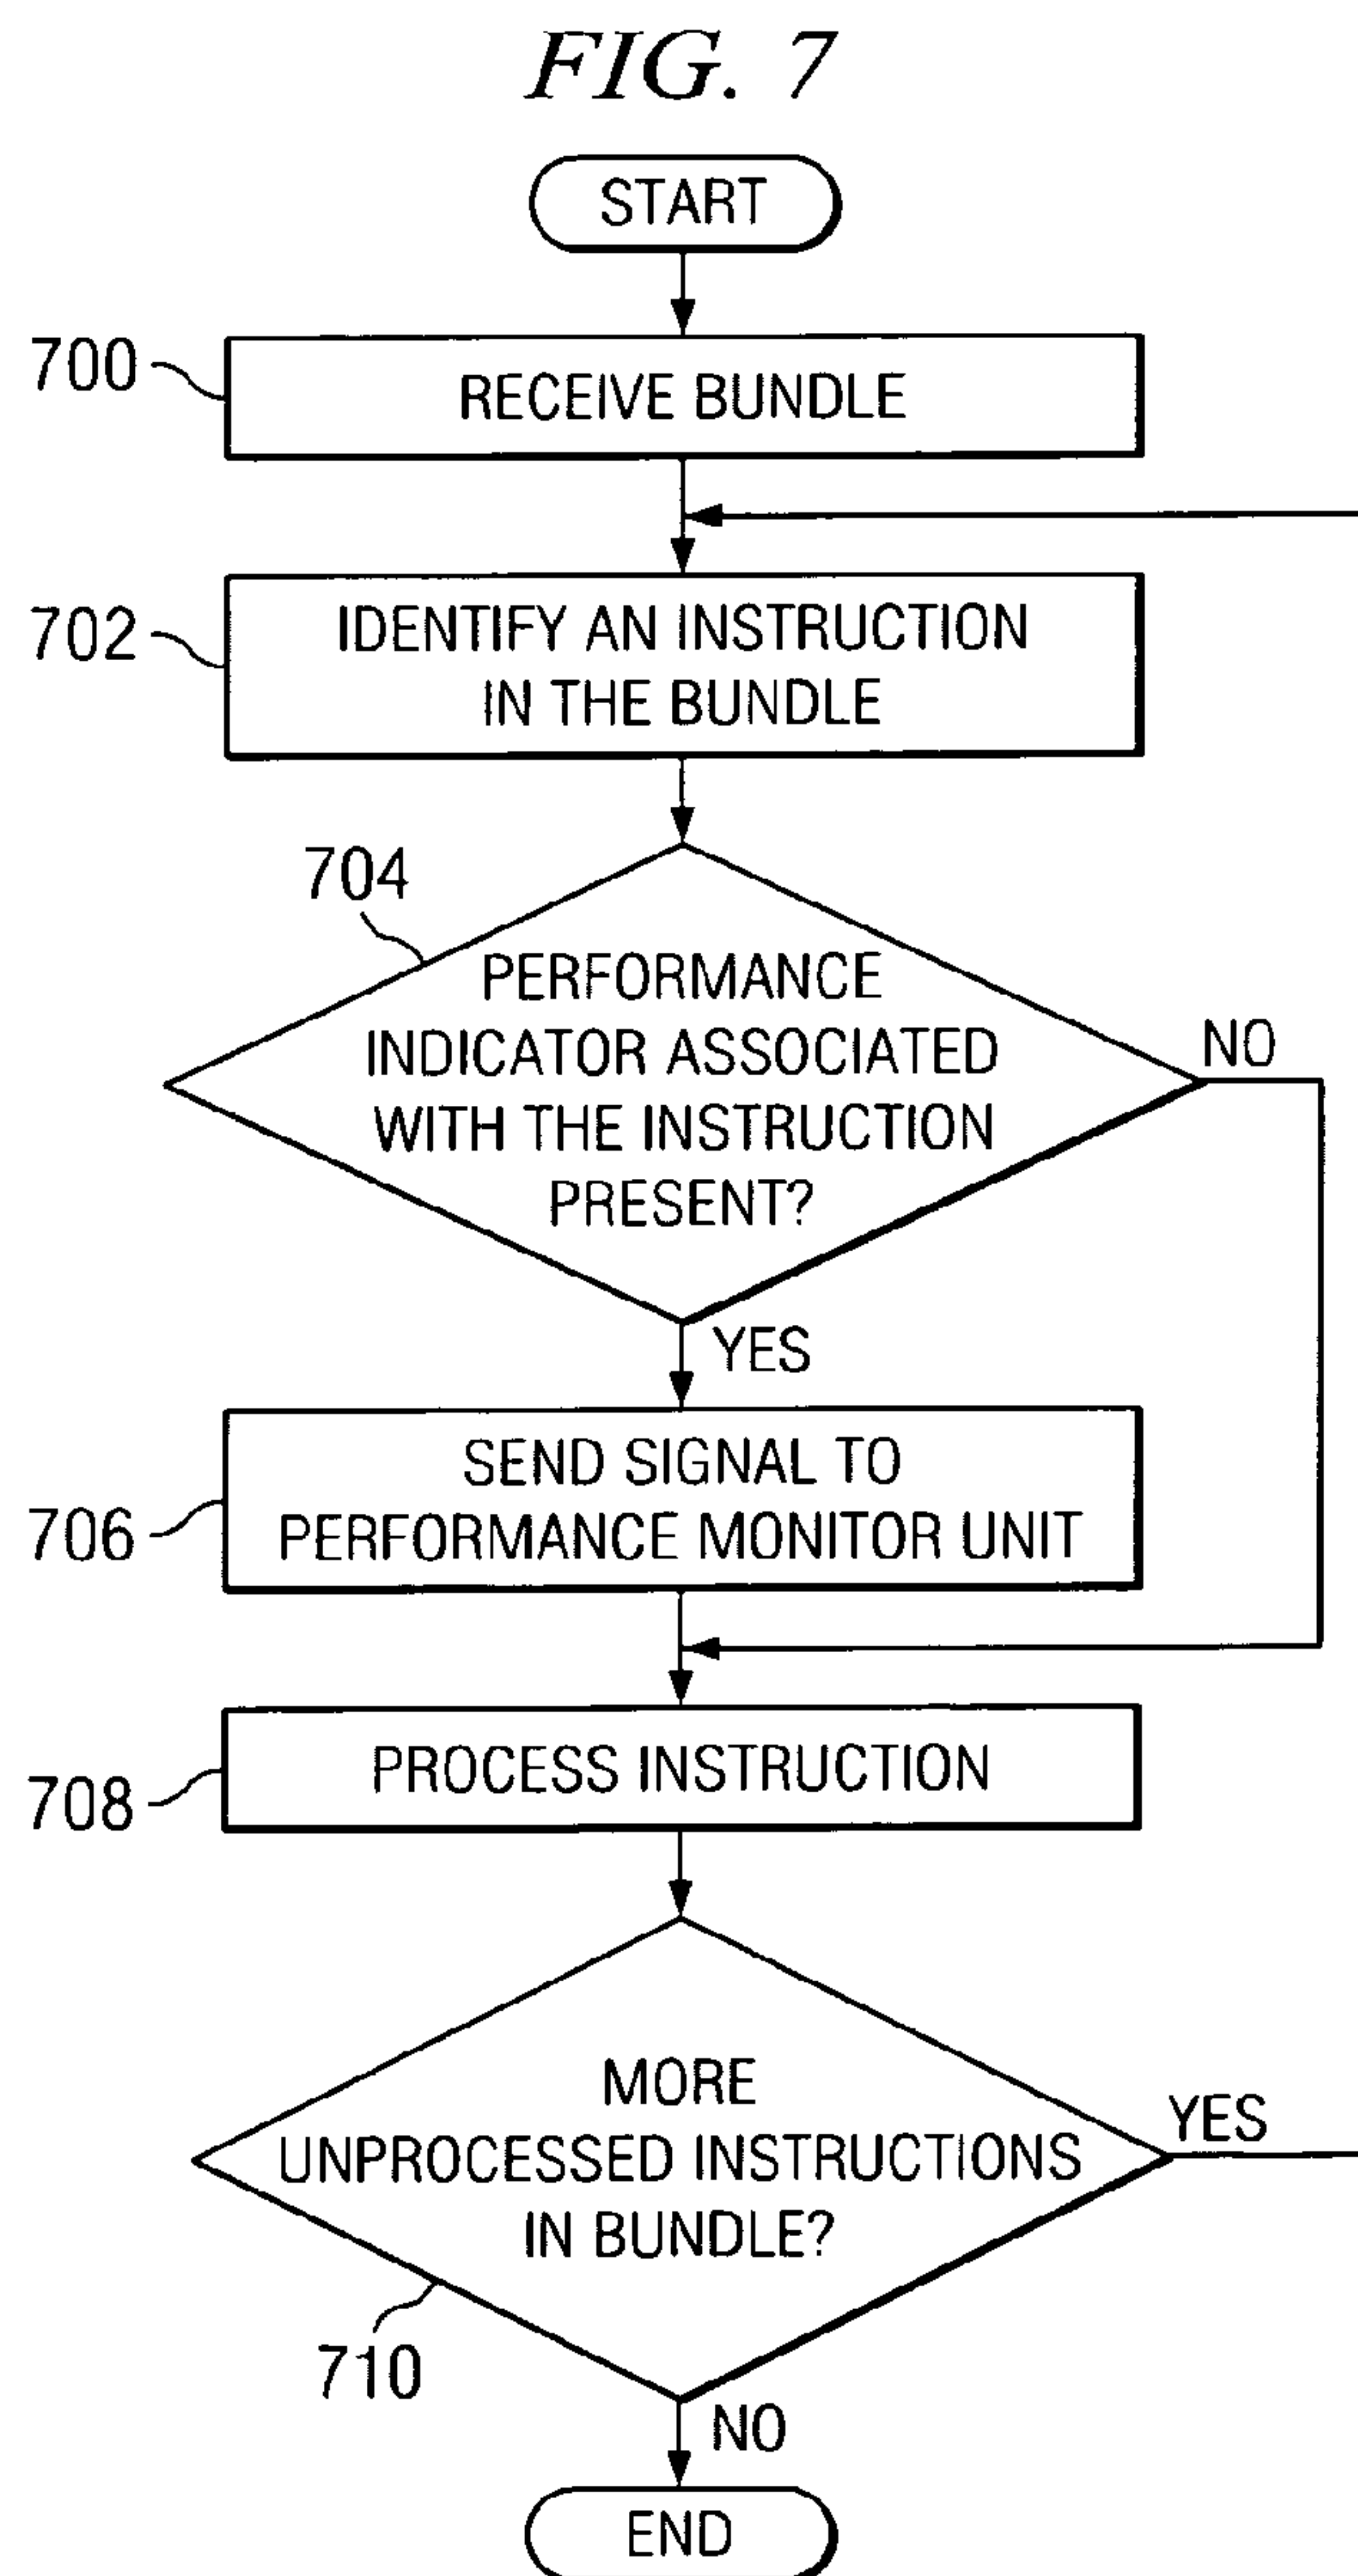 FIG. 7
START
700
RECEIVE BUNDLE
702
IDENTIFY AN INSTRUCTION
IN THE BUNDLE
704
PERFORMANCE
INDICATOR ASSOCIATED
WITH THE INSTRUCTION
PRESENT?
NO
YES
706
SEND SIGNAL TO
PERFORMANCE MONITOR UNIT
708
PROCESS INSTRUCTION
MORE
UNPROCESSED INSTRUCTIONS
IN BUNDLE?
YES
710
NO
END